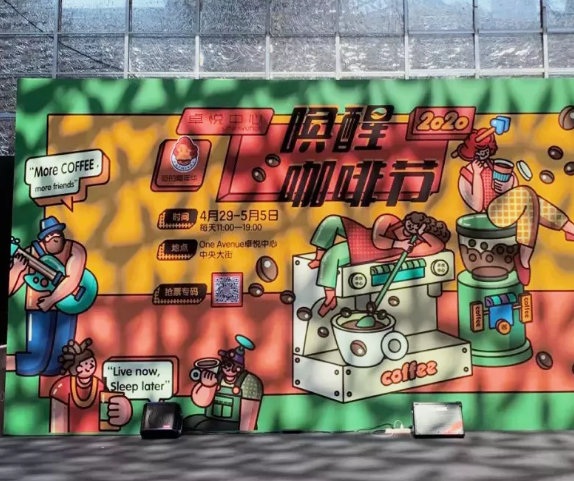 卓悦中心
唤醒
2020
咖啡节
"More COFFEE,
more friends"
时间
4月29-5月5日
每天11:00—19:00
地点
One Avenue卓悦中心
中央大街
抢票专码
coffee
"Live now,
Sleep later"